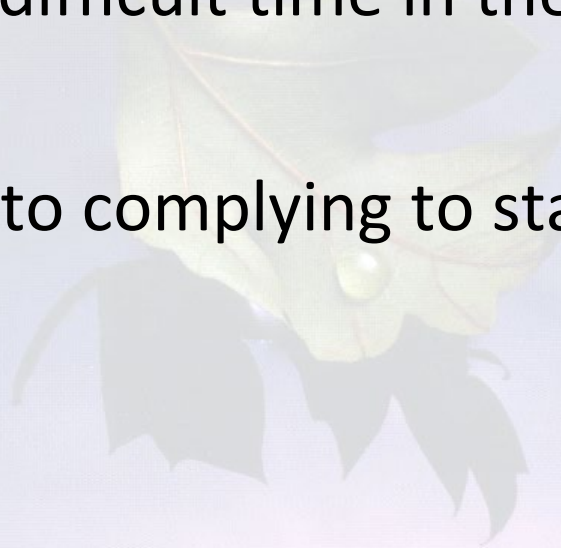 difficult time in the
to complying to sta